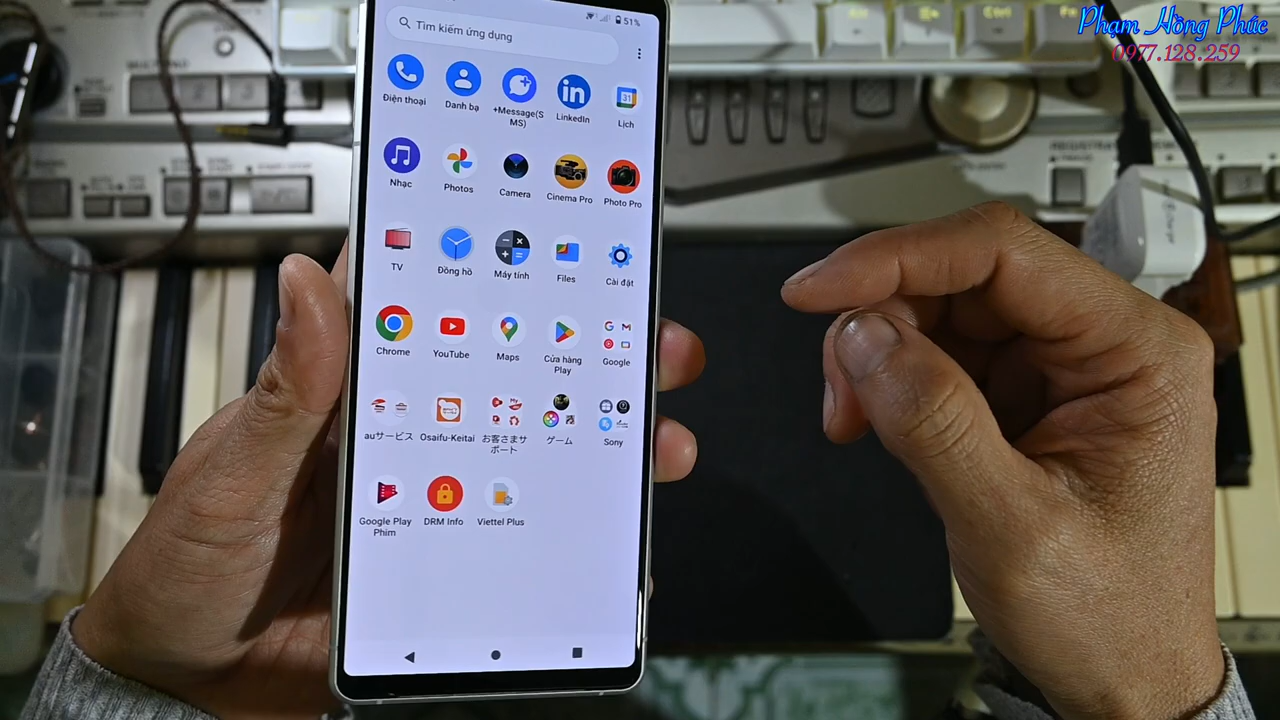 Phạm Hồng Phúc
0977.128.259
51%
Tìm kiếm ứng dụng
Điện thoại
Danh bạ
+Message(S
MS)
LinkedIn
31
Lịch
Nhạc
Photos
Camera
Cinema Pro
Photo Pro
TV
Đồng hồ
Máy tính
Files
Cài đặt
Chrome
YouTube
Maps
Cửa hàng
Play
Google
auサービス
Osaifu-Keitai
お客さまサ
ポート
ゲーム
Sony
Google Play
Phim
DRM Info
Viettel Plus
Ctrl